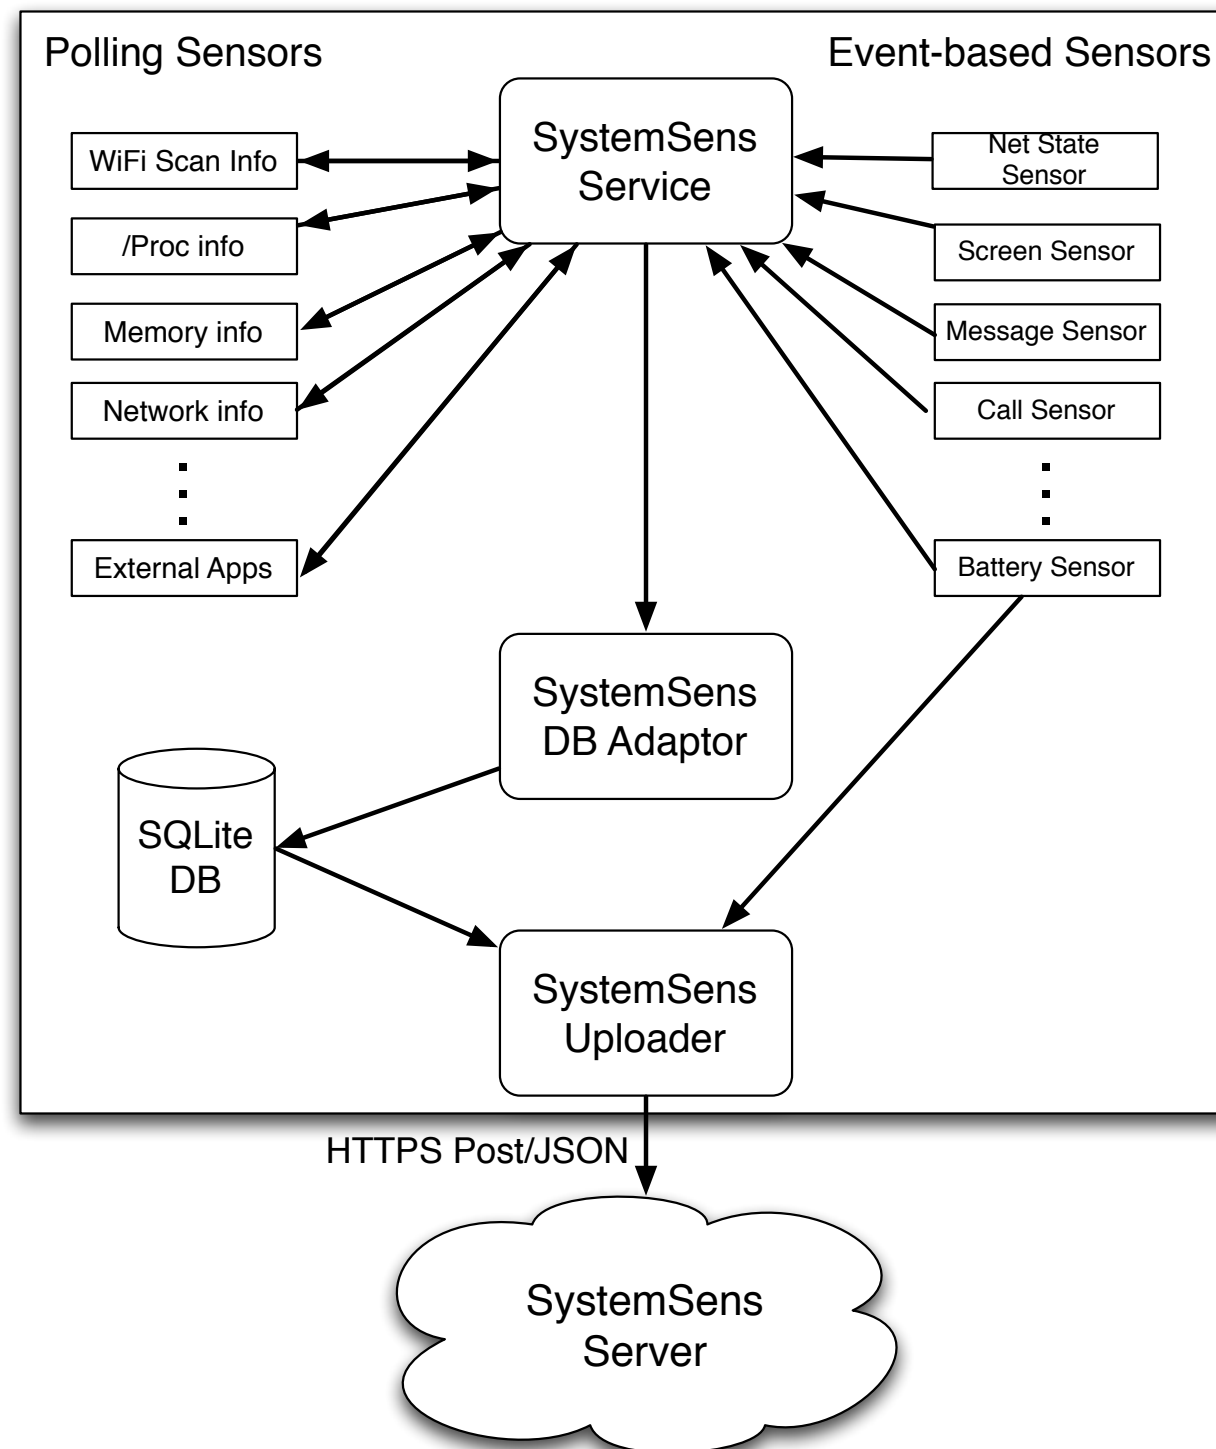 Polling Sensors
Event-based Sensors
SystemSens
Service
WiFi Scan Info
/Proc info
Memory info
Network info
External Apps
Net State
Sensor
Screen Sensor
Message Sensor
Call Sensor
Battery Sensor
SystemSens
DB Adaptor
SQLite
DB
SystemSens
Uploader
HTTPS Post/JSON
SystemSens
Server